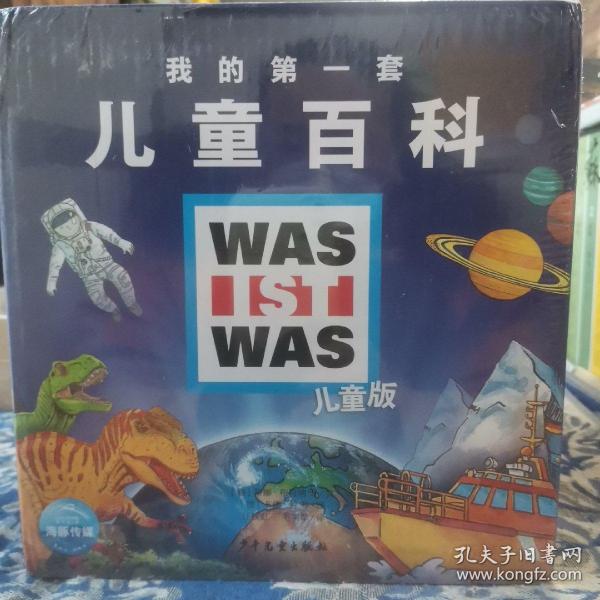 我的第一套
儿童百科
WAS
IST
WAS
儿童版
海豚传媒
少年儿童出版社
孔夫子旧书网
www.kongfz.com